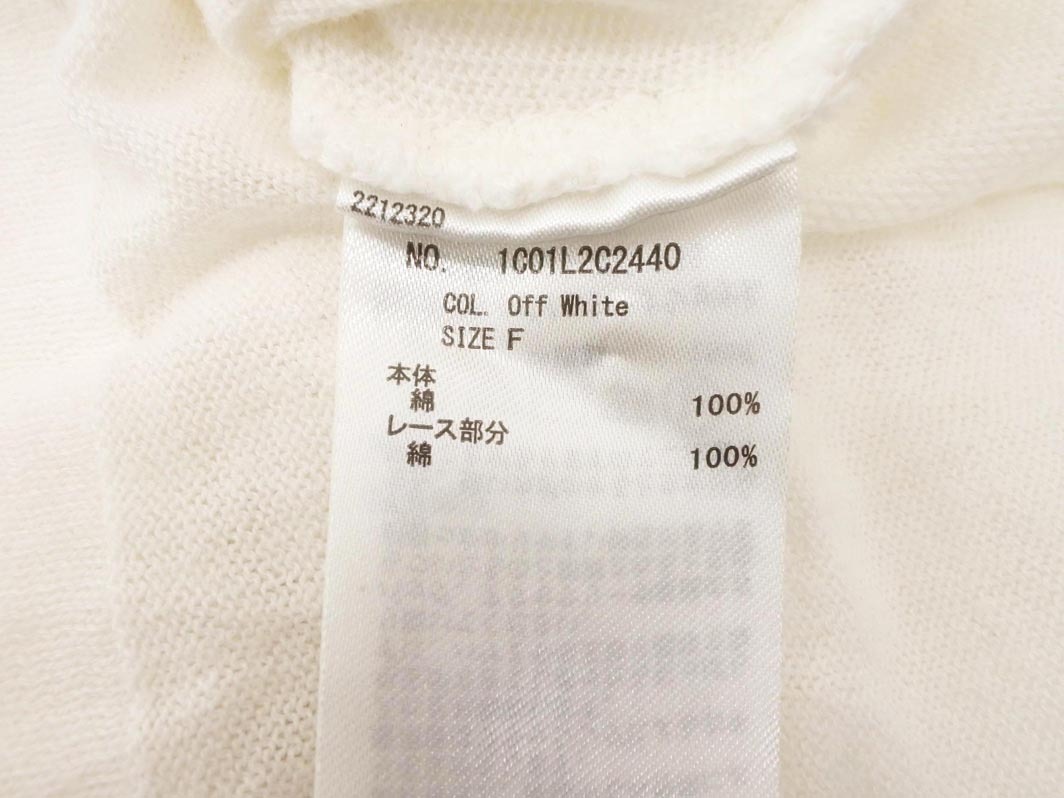 2212320
NO. 1C01L2C2440
COL. Off White
SIZE F
本体
綿 100%
レース部分
綿 100%